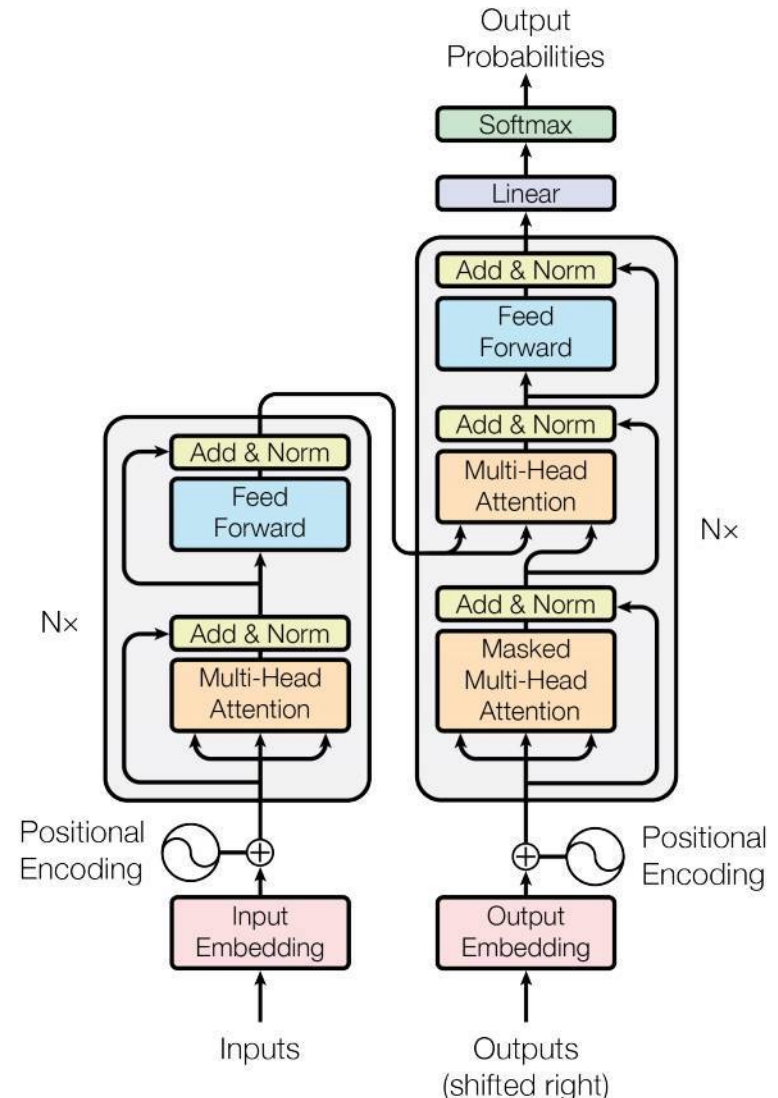 Output
Probabilities
Softmax
Linear
Add & Norm
Feed
Forward
Add & Norm
Multi-Head
Attention
Add & Norm
Masked
Multi-Head
Attention
N×
Add & Norm
Feed
Forward
Add & Norm
Multi-Head
Attention
N×
Positional
Encoding
Positional
Encoding
Input
Embedding
Output
Embedding
Inputs
Outputs
(shifted right)